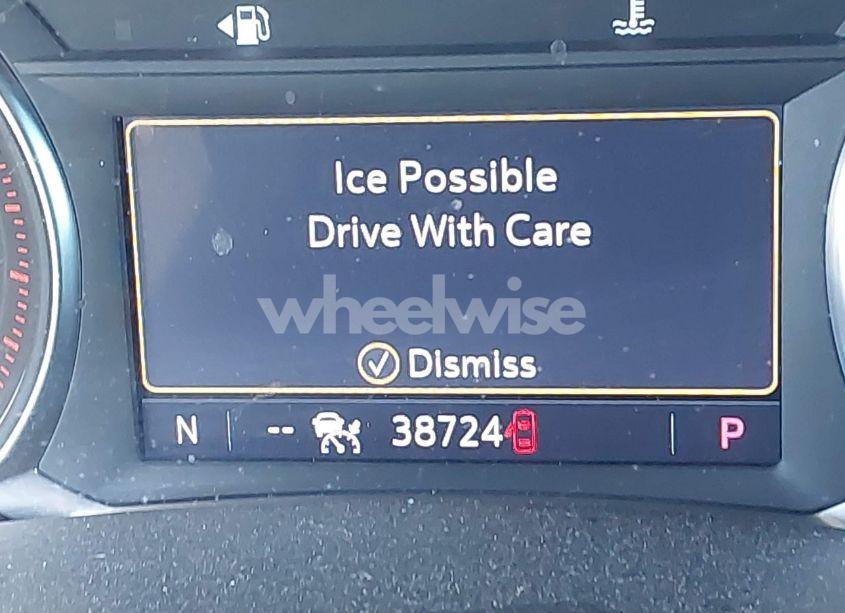 Ice Possible
Drive With Care
wheelwise
Dismiss
N -- 38724 P